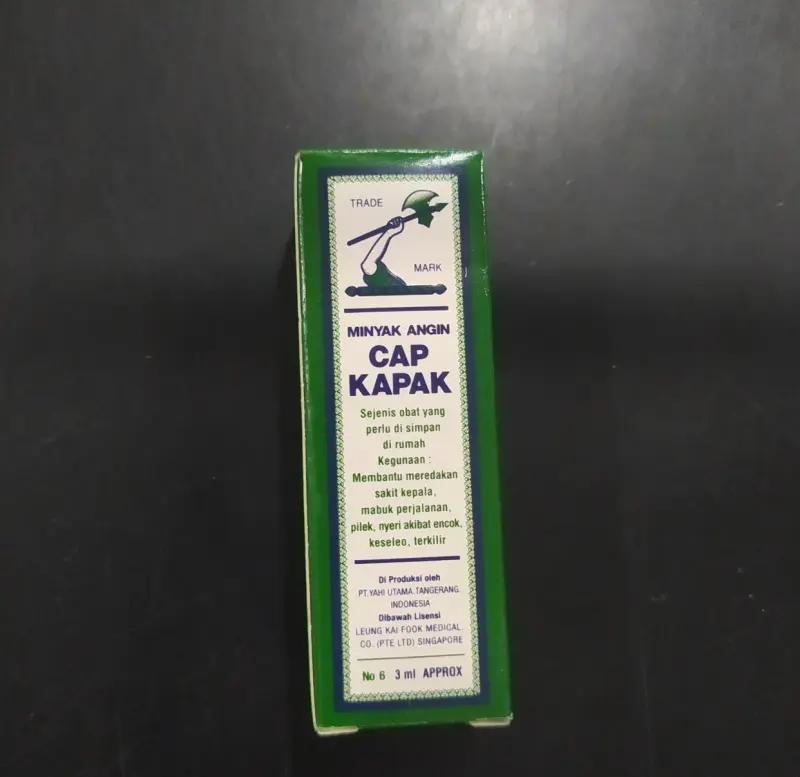 TRADE
MARK
MINYAK ANGIN
CAP
KAPAK
Sejenis obat yang
perlu di simpan
di rumah
Kegunaan :
Membantu meredakan
sakit kepala,
mabuk perjalanan,
pilek, nyeri akibat encok,
keseleo, terkilir
Di Produksi oleh
PT.YAHI UTAMA.TANGERANG.
INDONESIA
Dibawah Lisensi
LEUNG KAI FOOK MEDICAL.
CO. (PTE LTD) SINGAPORE
No 6 3 ml APPROX